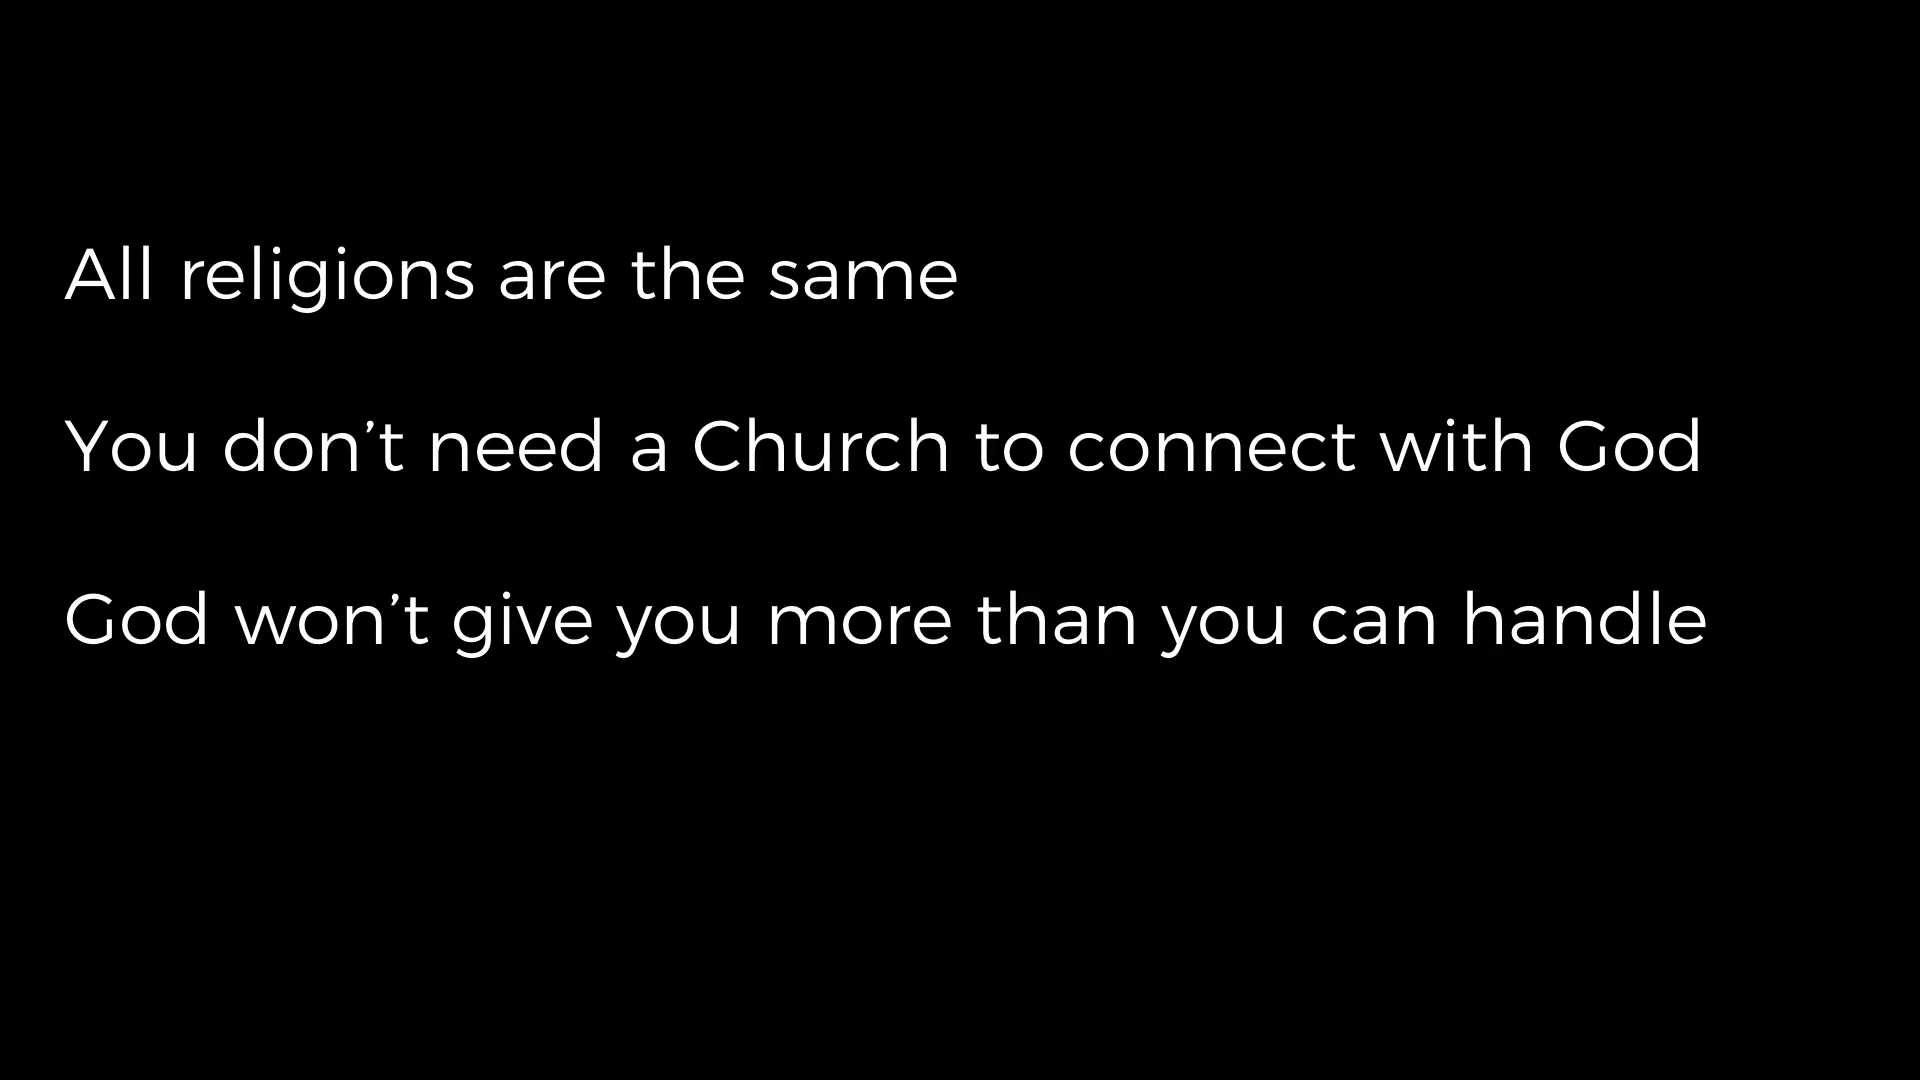 All religions are the same
You don’t need a Church to connect with God
God won’t give you more than you can handle